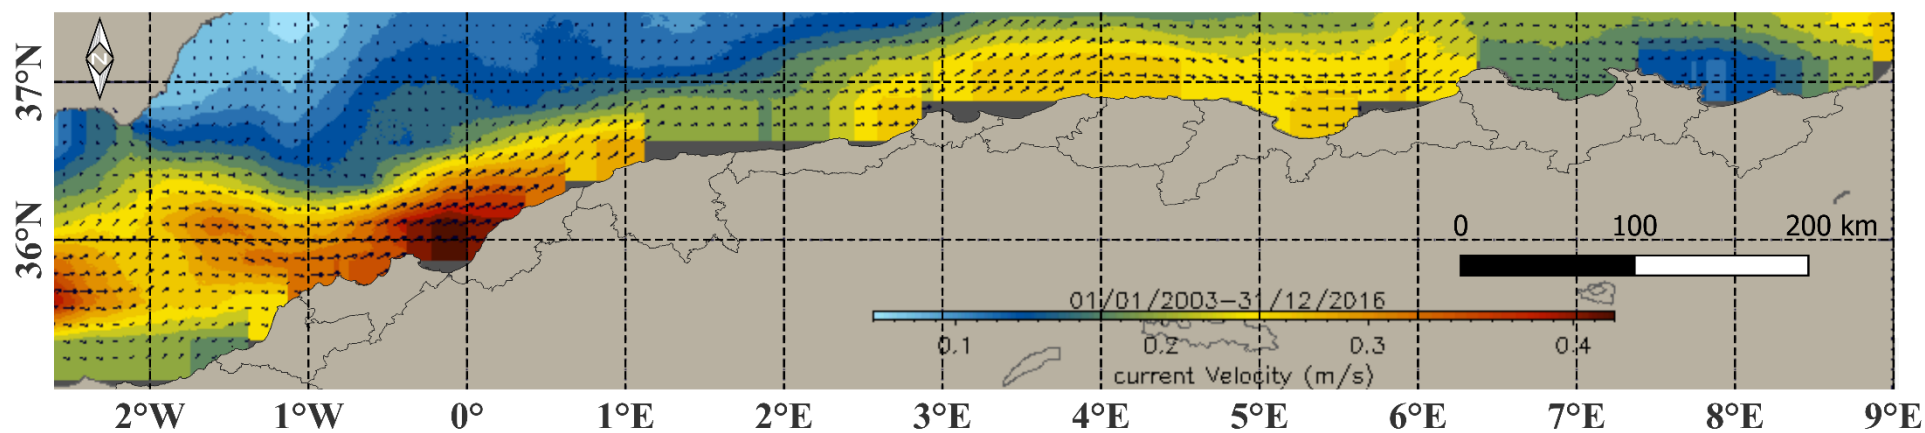 N
37°N
36°N
0 100 200 km
01/01/2003–31/12/2016
0.1 0.2 0.3 0.4
current Velocity (m/s)
2°W 1°W 0° 1°E 2°E 3°E 4°E 5°E 6°E 7°E 8°E 9°E